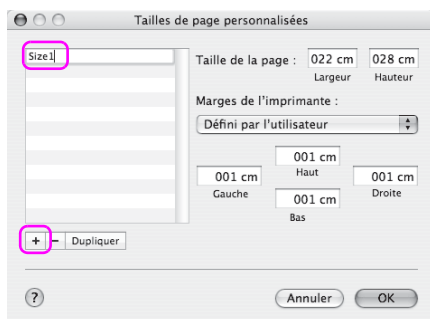 Tailles de page personnalisées
Size1
Taille de la page : 022 cm 028 cm
Largeur Hauteur
Marges de l'imprimante :
Défini par l'utilisateur
001 cm
Haut
001 cm 001 cm
Gauche Droite
001 cm
Bas
+ – Dupliquer
? Annuler OK